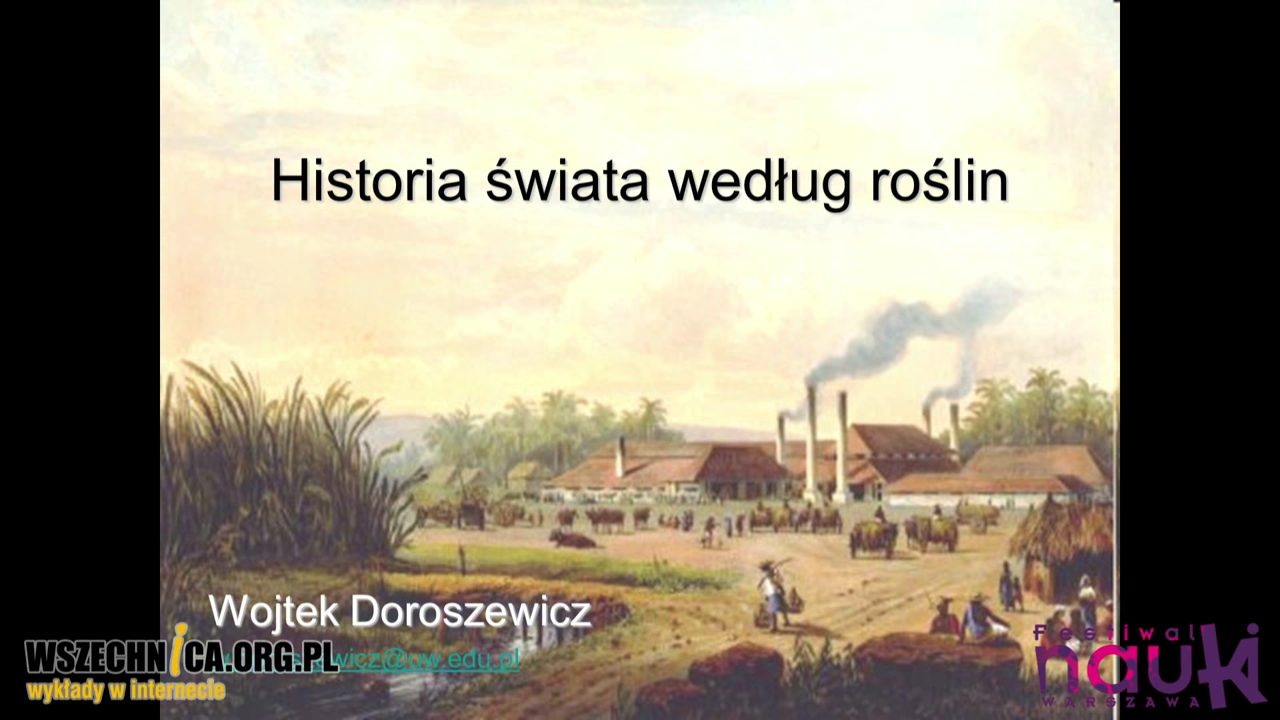 Historia świata według roślin
Wojtek Doroszewicz
WSZECHNICA.ORG.PL
wykłady w internecie
Festiwal
nauki
WARSZAWA